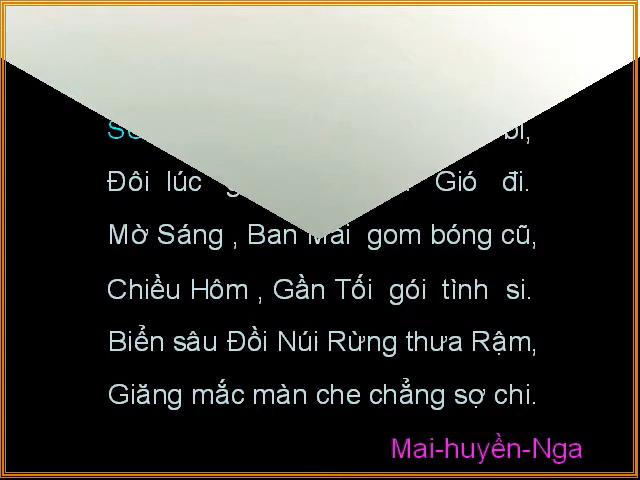 bi,
Đôi lúc Gió đi.
Mờ Sáng , Ban Mai gom bóng cũ,
Chiều Hôm , Gần Tối gói tình si.
Biển sâu Đồi Núi Rừng thưa Rậm,
Giăng mắc màn che chẳng sợ chi.
Mai-huyền-Nga